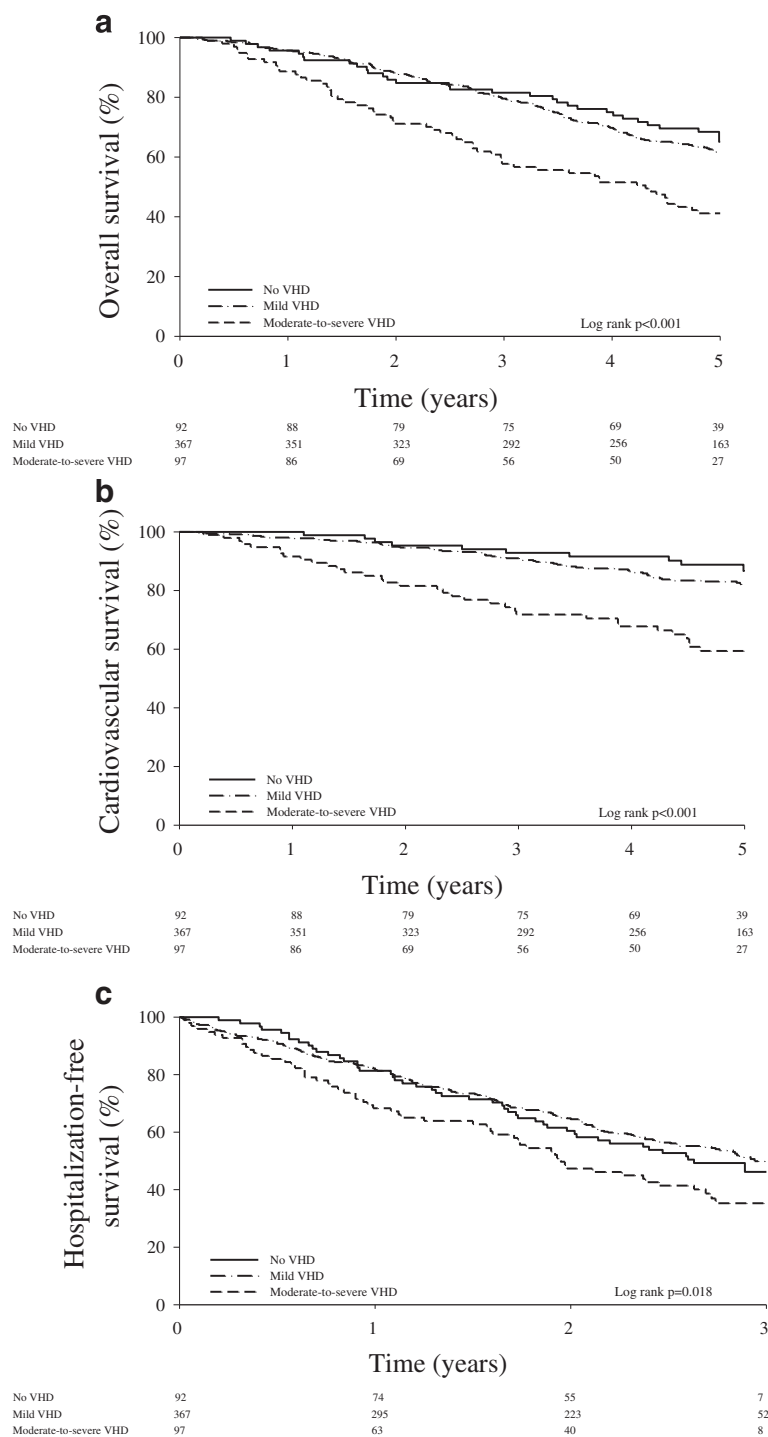 a
100
80
60
40
20
0
Overall survival (%)
No VHD
Mild VHD
Moderate-to-severe VHD
Log rank p<0.001
0 1 2 3 4 5
Time (years)
No VHD 92 88 79 75 69 39
Mild VHD 367 351 323 292 256 163
Moderate-to-severe VHD 97 86 69 56 50 27
b
100
80
60
40
20
0
Cardiovascular survival (%)
No VHD
Mild VHD
Moderate-to-severe VHD
Log rank p<0.001
0 1 2 3 4 5
Time (years)
No VHD 92 88 79 75 69 39
Mild VHD 367 351 323 292 256 163
Moderate-to-severe VHD 97 86 69 56 50 27
c
100
80
60
40
20
0
Hospitalization-free
survival (%)
No VHD
Mild VHD
Moderate-to-severe VHD
Log rank p=0.018
0 1 2 3
Time (years)
No VHD 92 74 55 7
Mild VHD 367 295 223 52
Moderate-to-severe VHD 97 63 40 8